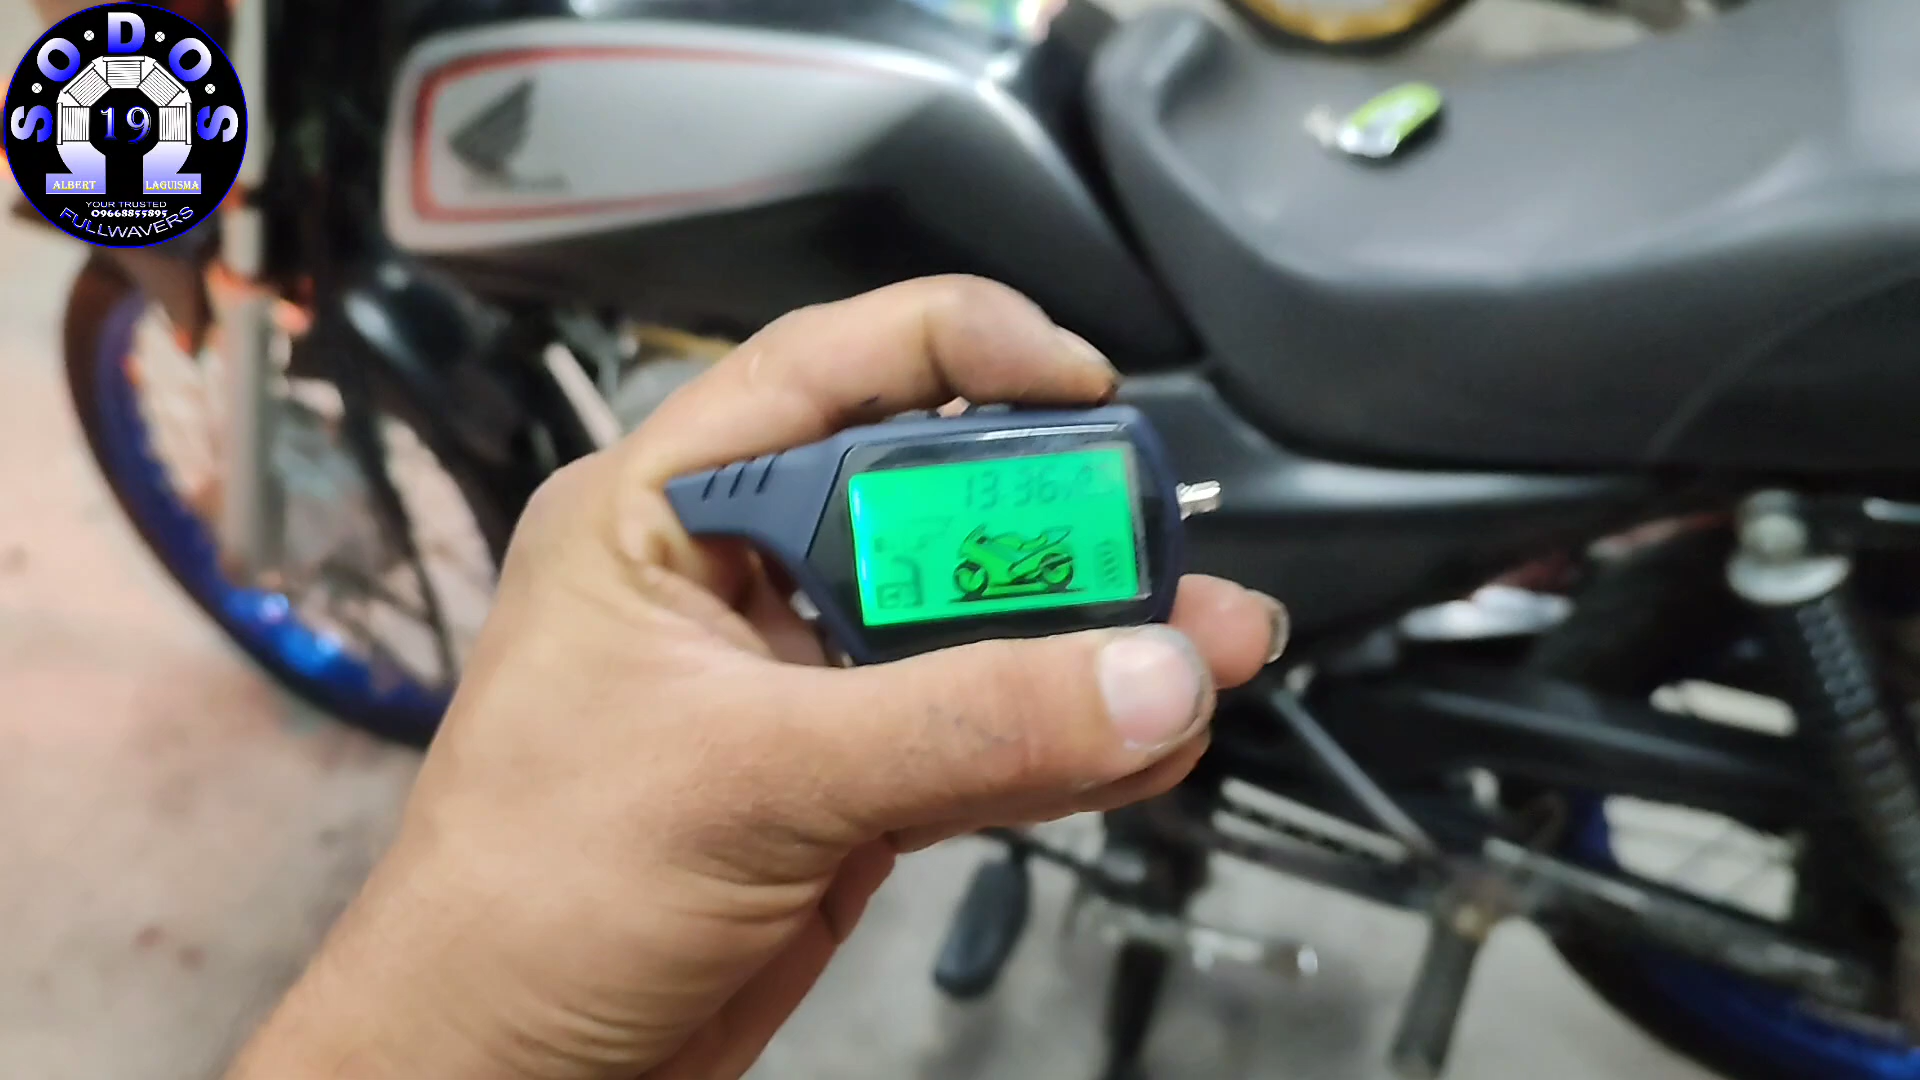 S.O.D.O.S
19
ALBERT LAGUISMA
YOUR TRUSTED
09668855895
FULLWAVERS
13:36